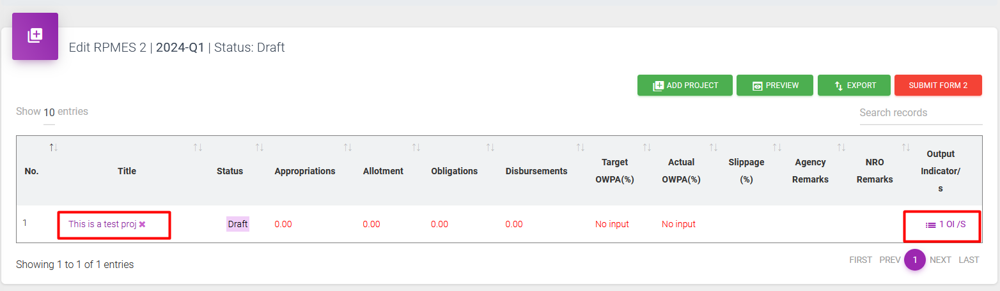 Edit RPMES 2 | 2024-Q1 | Status: Draft
ADD PROJECT PREVIEW EXPORT SUBMIT FORM 2
Show 10 entries Search records
No. Title Status Appropriations Allotment Obligations Disbursements Target OWPA(%) Actual OWPA(%) Slippage (%) Agency Remarks NRO Remarks Output Indicator/s
1 This is a test proj Draft 0.00 0.00 0.00 0.00 No input No input 1 OI /S
Showing 1 to 1 of 1 entries FIRST PREV 1 NEXT LAST